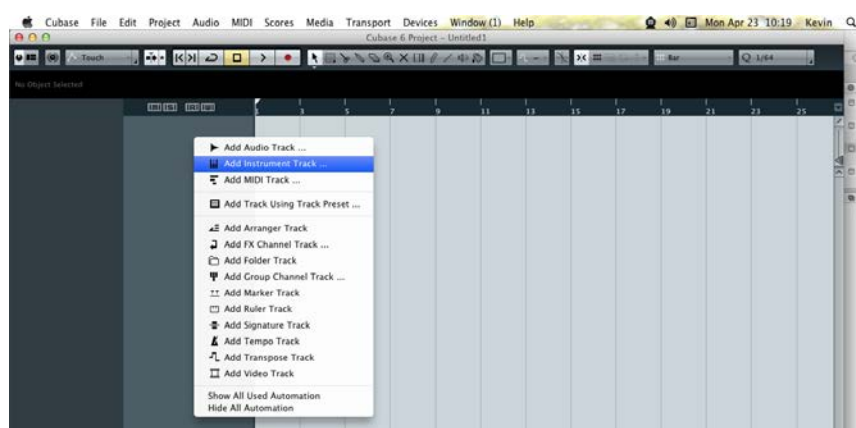 Cubase File Edit Project Audio MIDI Scores Media Transport Devices Window (1) Help Mon Apr 23 10:19 Kevin
Cubase 6 Project - Untitled1
Touch Bar Q 1/64
No Object Selected
1 3 5 7 9 11 13 15 17 19 21 23 25
Add Audio Track ...
Add Instrument Track ...
Add MIDI Track ...
Add Track Using Track Preset ...
Add Arranger Track
Add FX Channel Track ...
Add Folder Track
Add Group Channel Track ...
Add Marker Track
Add Ruler Track
Add Signature Track
Add Tempo Track
Add Transpose Track
Add Video Track
Show All Used Automation
Hide All Automation